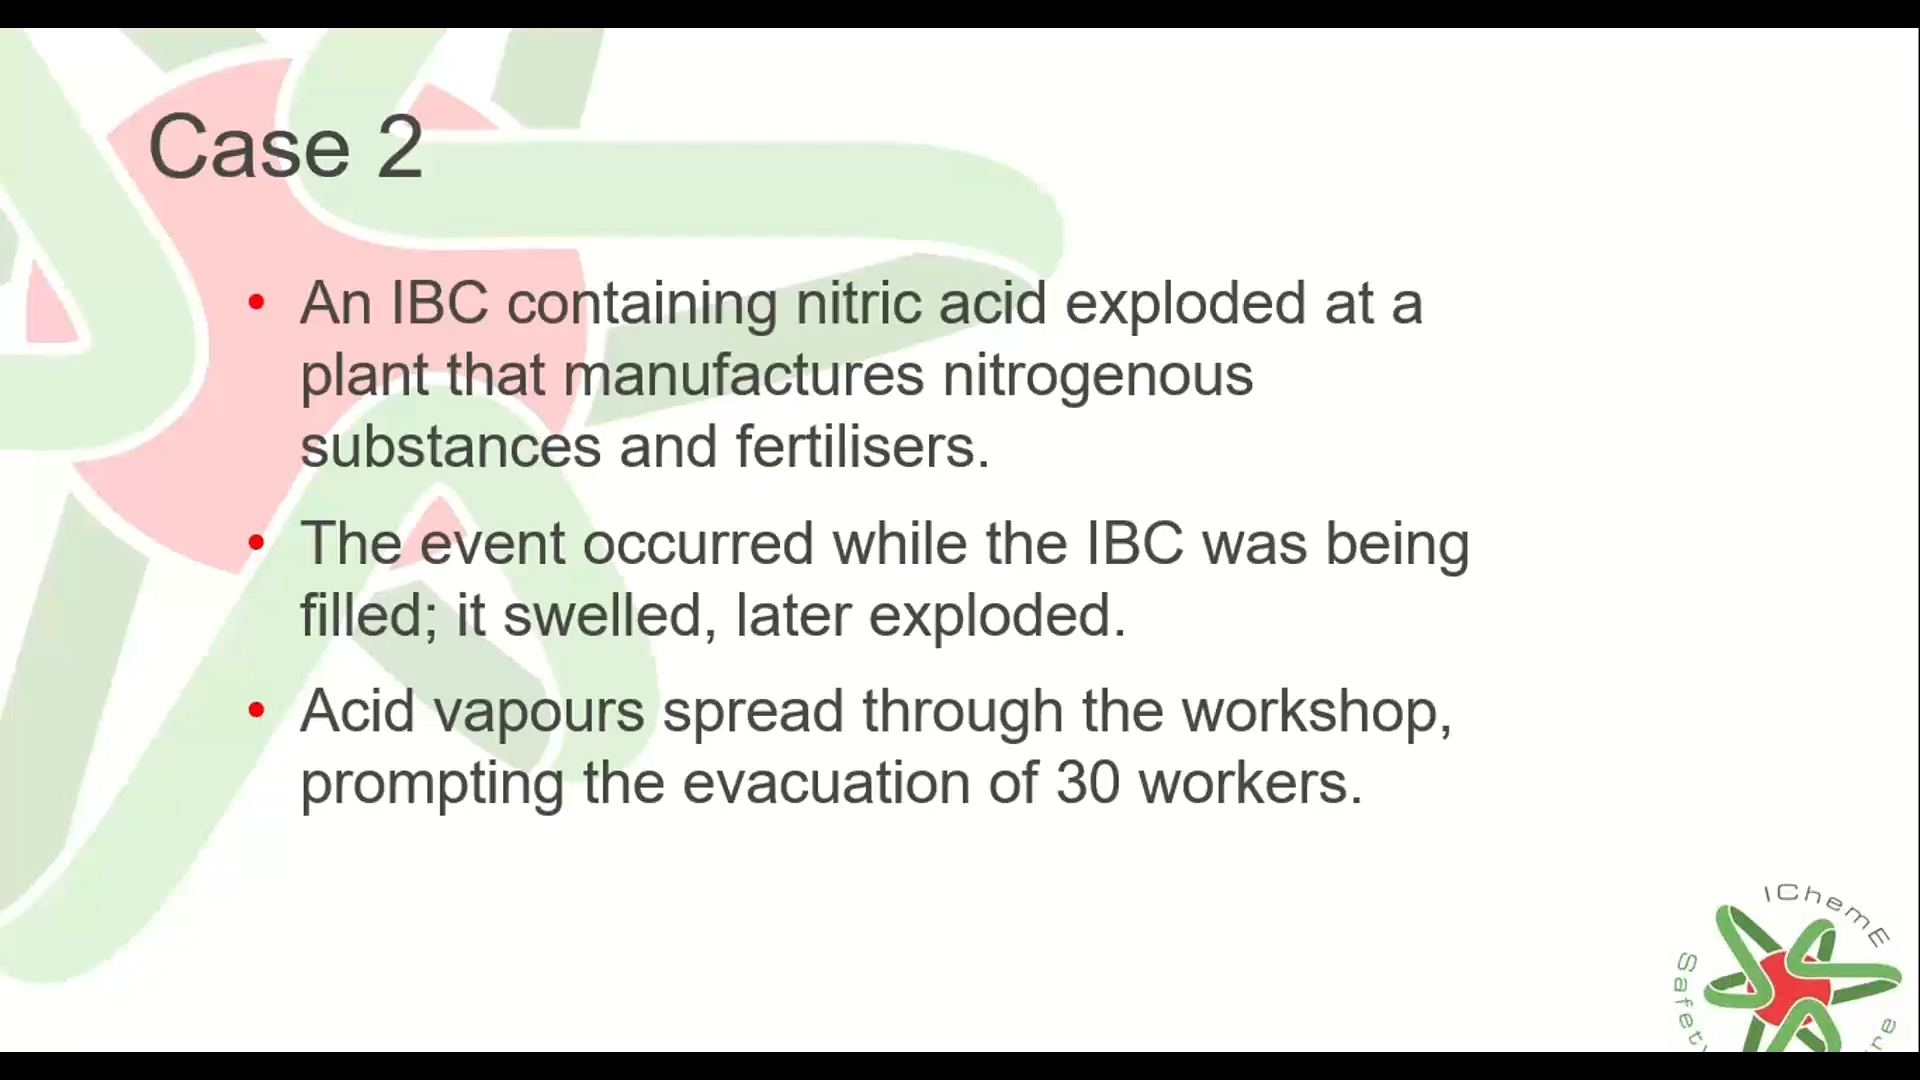 Case 2
• An IBC containing nitric acid exploded at a
plant that manufactures nitrogenous
substances and fertilisers.
• The event occurred while the IBC was being
filled; it swelled, later exploded.
• Acid vapours spread through the workshop,
prompting the evacuation of 30 workers.
IChemE